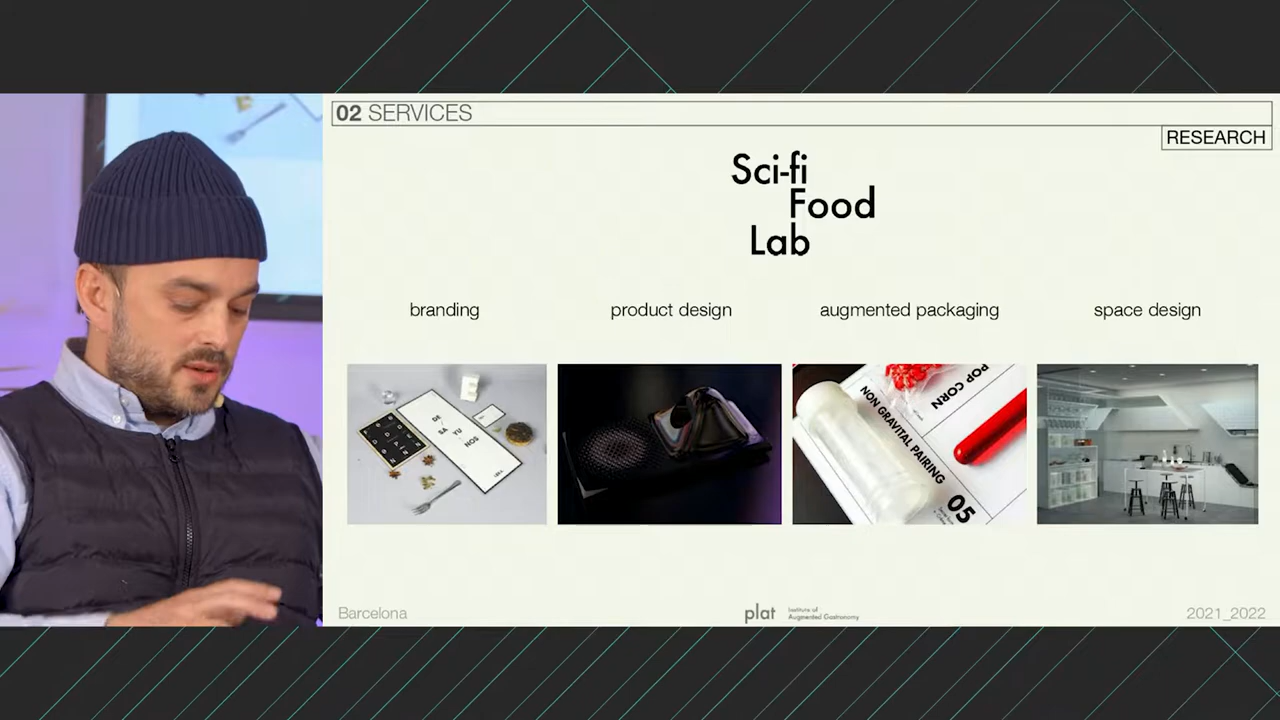 02 SERVICES
RESEARCH
Sci-fi
Food
Lab
branding
product design
augmented packaging
space design
DE
SA YU
NOS
POP CORN
NON GRAVITAL PAIRING
05
Barcelona
plat
Institute of
Augmented Gastronomy
2021_2022